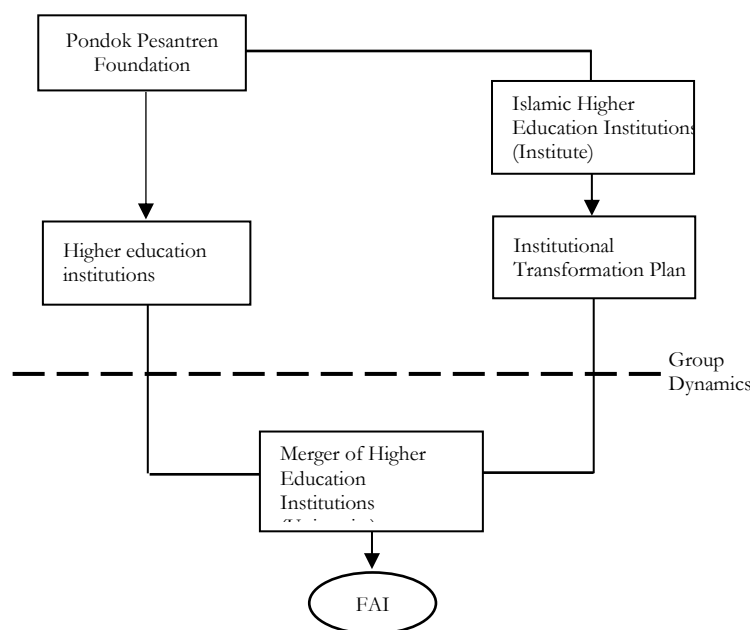 Pondok Pesantren
Foundation
Islamic Higher
Education Institutions
(Institute)
Higher education
institutions
Institutional
Transformation Plan
Group
Dynamics
Merger of Higher
Education
Institutions
FAI